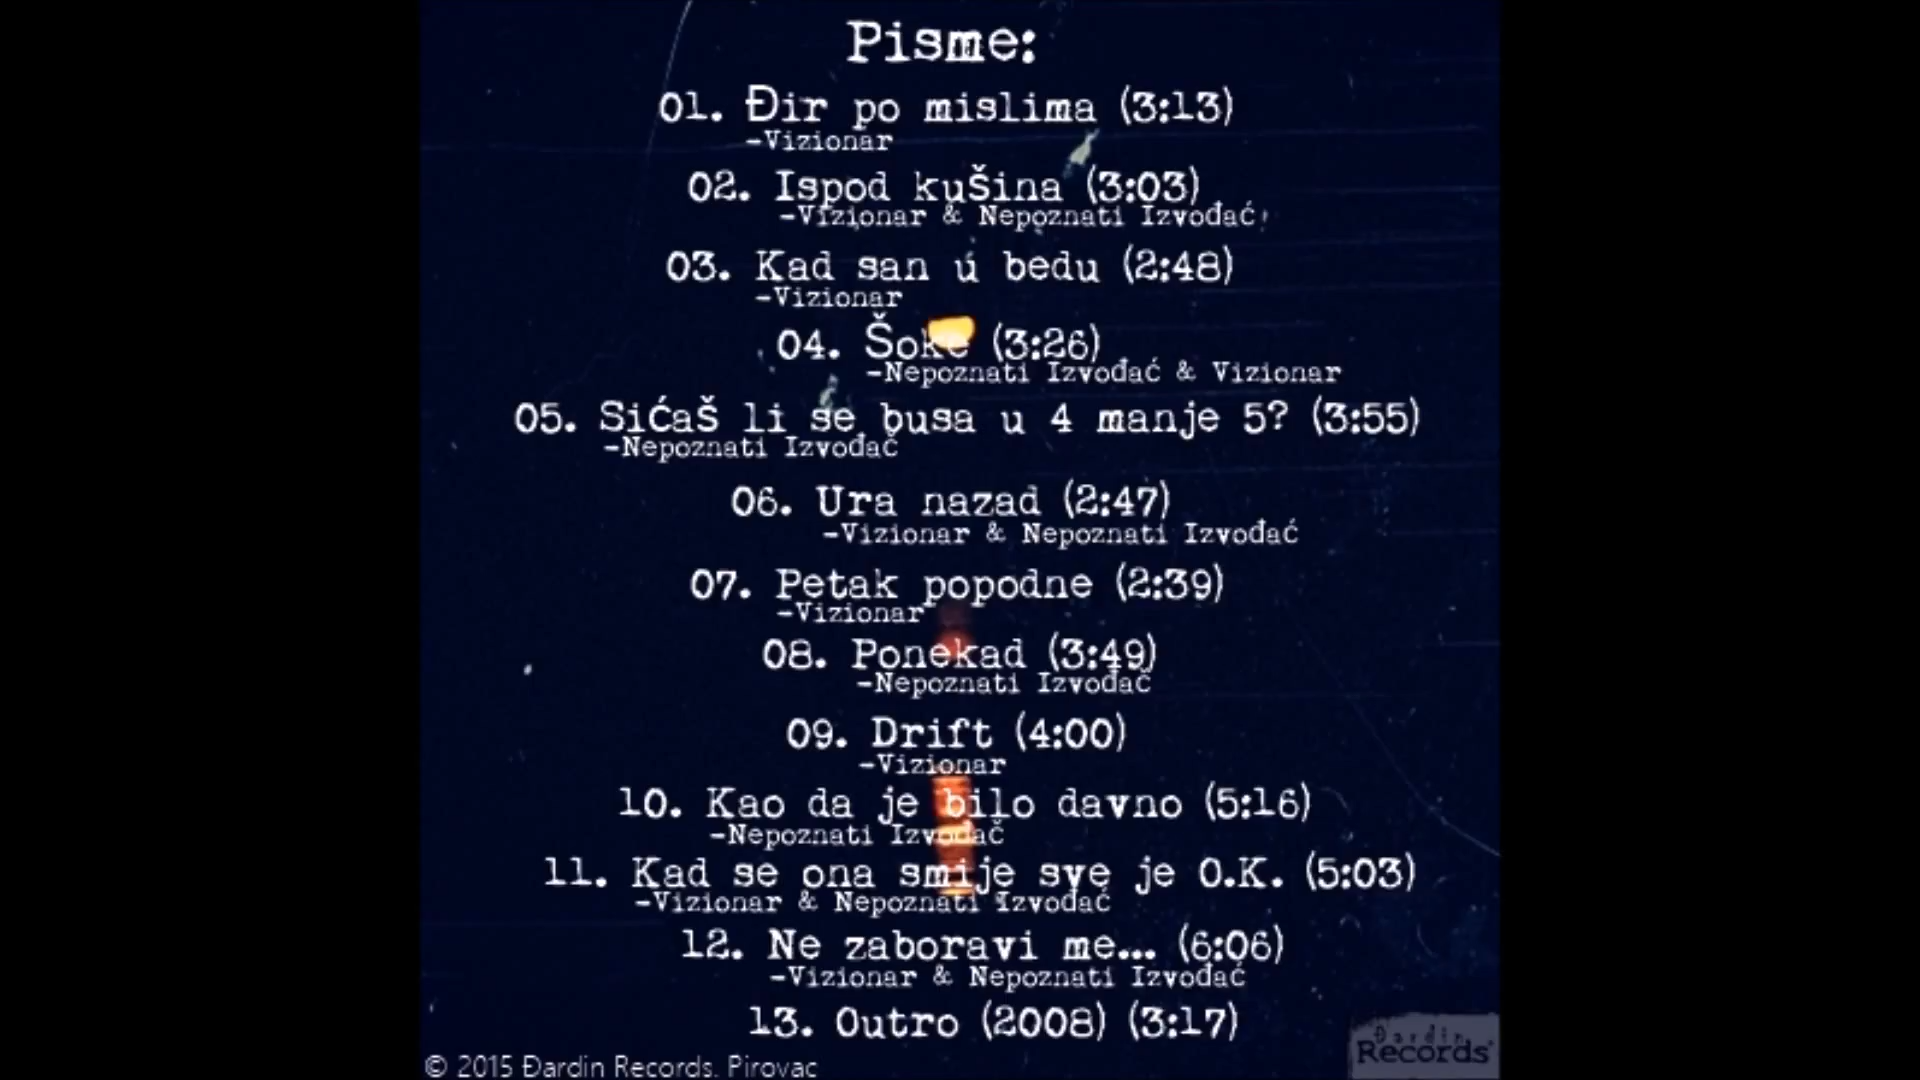 Pisme:
01. Đir po mislima (3:13)
-Vizionar
02. Ispod kušina (3:03)
-Vizionar & Nepoznati Izvođać
03. Kad san u bedu (2:48)
-Vizionar
04. Šoke (3:26)
-Nepoznati Izvođać & Vizionar
05. Sićaš li se busa u 4 manje 5? (3:55)
-Nepoznati Izvođač
06. Ura nazad (2:47)
-Vizionar & Nepoznati Izvođać
07. Petak popodne (2:39)
-Vizionar
08. Ponekad (3:49)
-Nepoznati Izvođač
09. Drift (4:00)
-Vizionar
10. Kao da je bilo davno (5:16)
-Nepoznati Izvođač
11. Kad se ona smije sve je O.K. (5:03)
-Vizionar & Nepoznati Izvođać
12. Ne zaboravi me... (6:06)
-Vizionar & Nepoznati Izvođać
13. Outro (2008) (3:17)
© 2015 Đardin Records. Pirovac
Đardin
Records